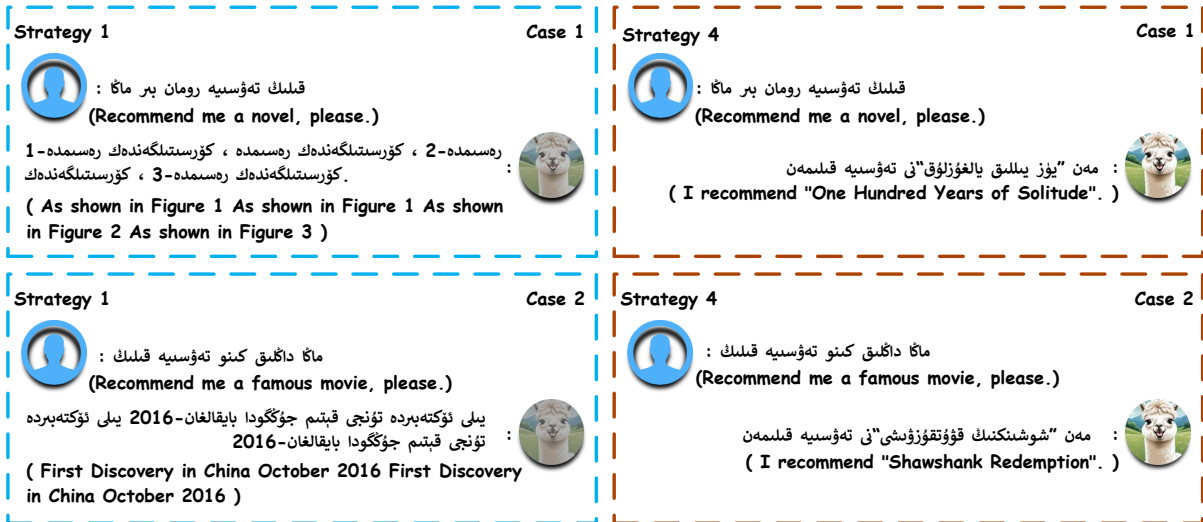 Strategy 1
Case 1
قىلىڭ تەۋسىيە رومان بىر ماڭا :
(Recommend me a novel, please.)
رەسىمدە-2 ، كۆرسىتىلگەندەك رەسىمدە ، كۆرسىتىلگەندەك رەسىمدە-1 :
كۆرسىتىلگەندەك رەسىمدە-3 ، كۆرسىتىلگەندەك.
( As shown in Figure 1 As shown in Figure 1 As shown
in Figure 2 As shown in Figure 3 )
Strategy 4
Case 1
قىلىڭ تەۋسىيە رومان بىر ماڭا :
(Recommend me a novel, please.)
: مەن ”يۈز يىللىق يالغۇزلۇق“نى تەۋسىيە قىلىمەن
( I recommend "One Hundred Years of Solitude". )
Strategy 1
Case 2
ماڭا داڭلىق كىنو تەۋسىيە قىلىڭ :
(Recommend me a famous movie, please.)
يىلى ئۆكتەبىردە تۇنجى قېتىم جۇڭگودا بايقالغان-2016 يىلى ئۆكتەبىردە :
تۇنجى قېتىم جۇڭگودا بايقالغان-2016
( First Discovery in China October 2016 First Discovery
in China October 2016 )
Strategy 4
Case 2
ماڭا داڭلىق كىنو تەۋسىيە قىلىڭ :
(Recommend me a famous movie, please.)
: مەن ”شوشىنكنىڭ قۇۋۇتقۇزۇۋىشى“نى تەۋسىيە قىلىمەن
( I recommend "Shawshank Redemption". )